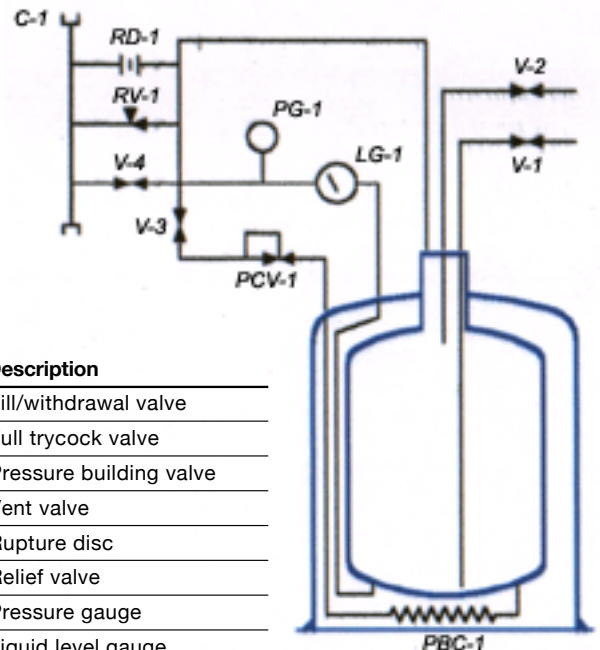 C-1
RD-1
V-2
RV-1
PG-1
LG-1
V-4
V-1
V-3
PCV-1
escription
ill/withdrawal valve
ull trycock valve
ressure building valve
ent valve
upture disc
elief valve
ressure gauge
iquid level gauge
PBC-1